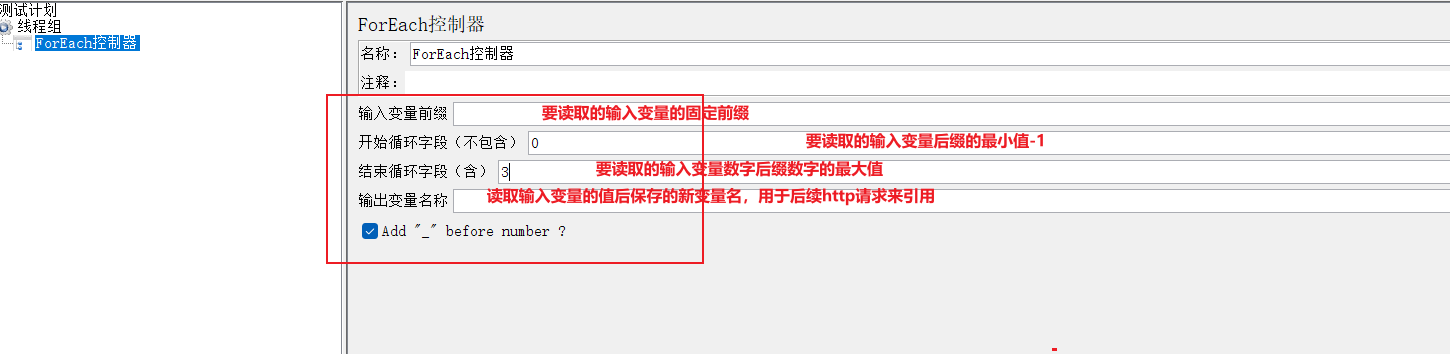 测试计划
线程组
ForEach控制器
ForEach控制器
名称： ForEach控制器
注释：
输入变量前缀 要读取的输入变量的固定前缀
开始循环字段（不包含） 0 要读取的输入变量后缀的最小值-1
结束循环字段（含） 3 要读取的输入变量数字后缀数字的最大值
输出变量名称 读取输入变量的值后保存的新变量名，用于后续http请求来引用
Add "_" before number ?